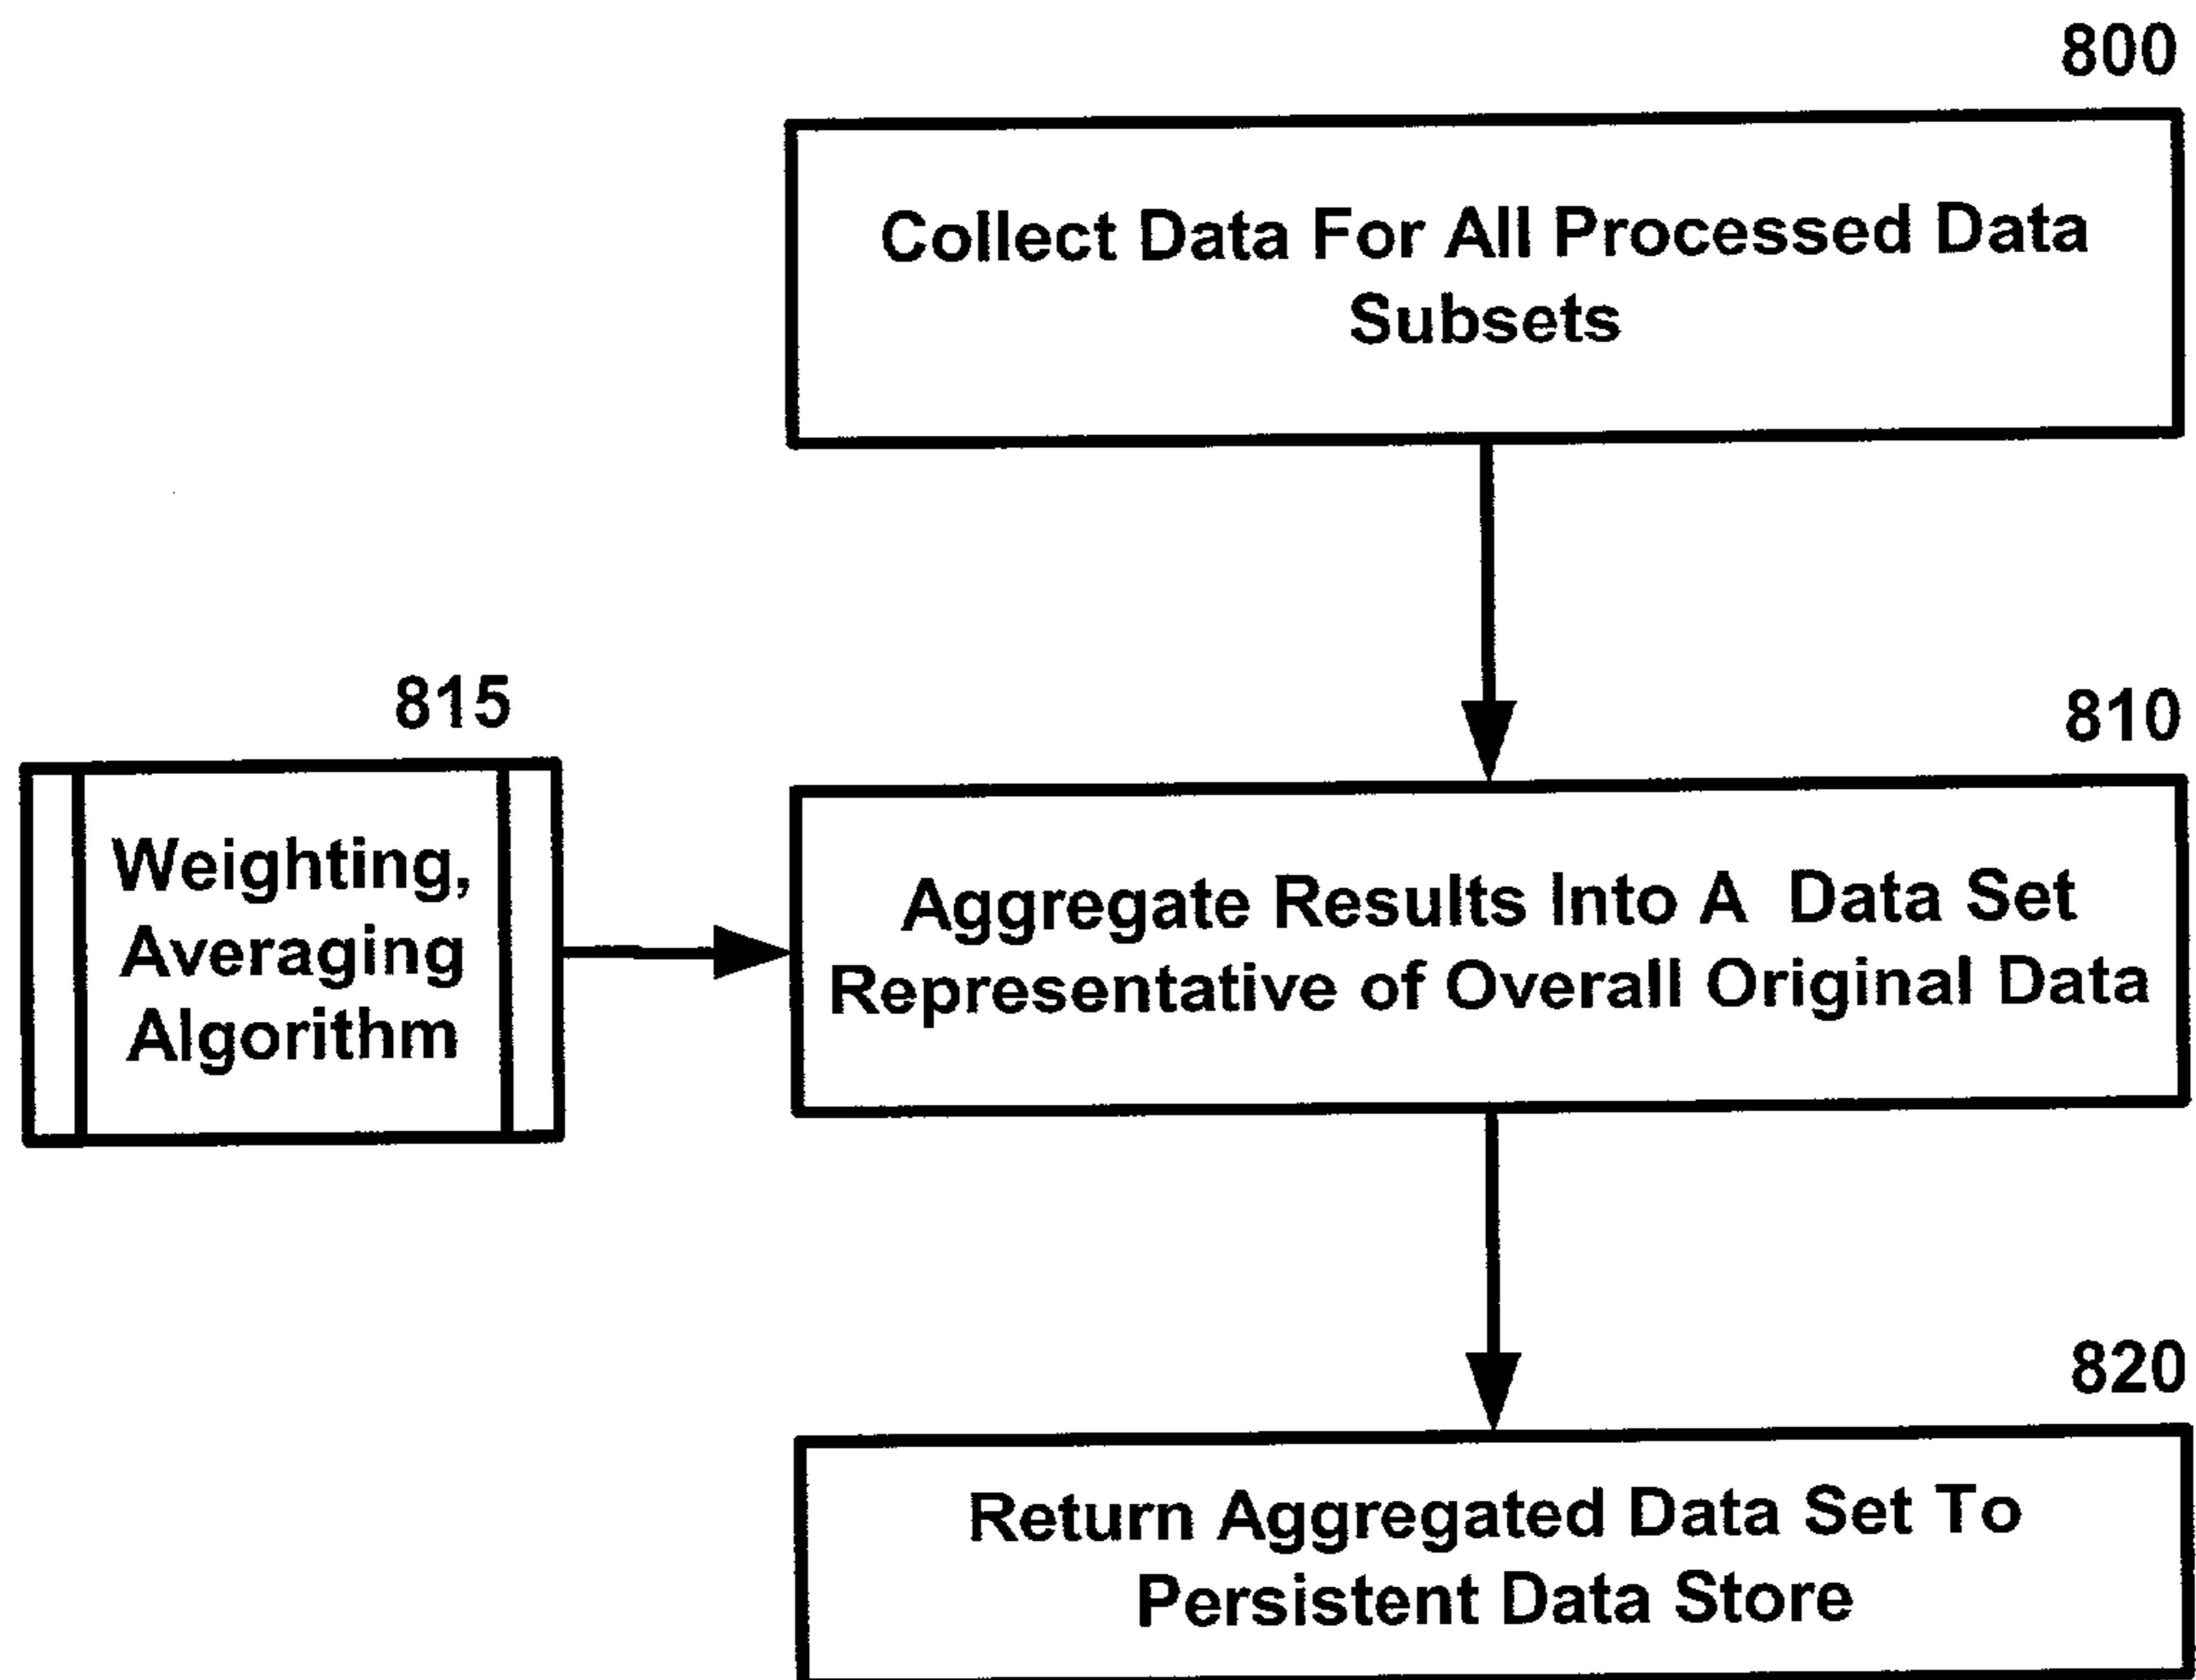 800
Collect Data For All Processed Data
Subsets
815
810
Weighting,
Averaging
Algorithm
Aggregate Results Into A Data Set
Representative of Overall Original Data
820
Return Aggregated Data Set To
Persistent Data Store